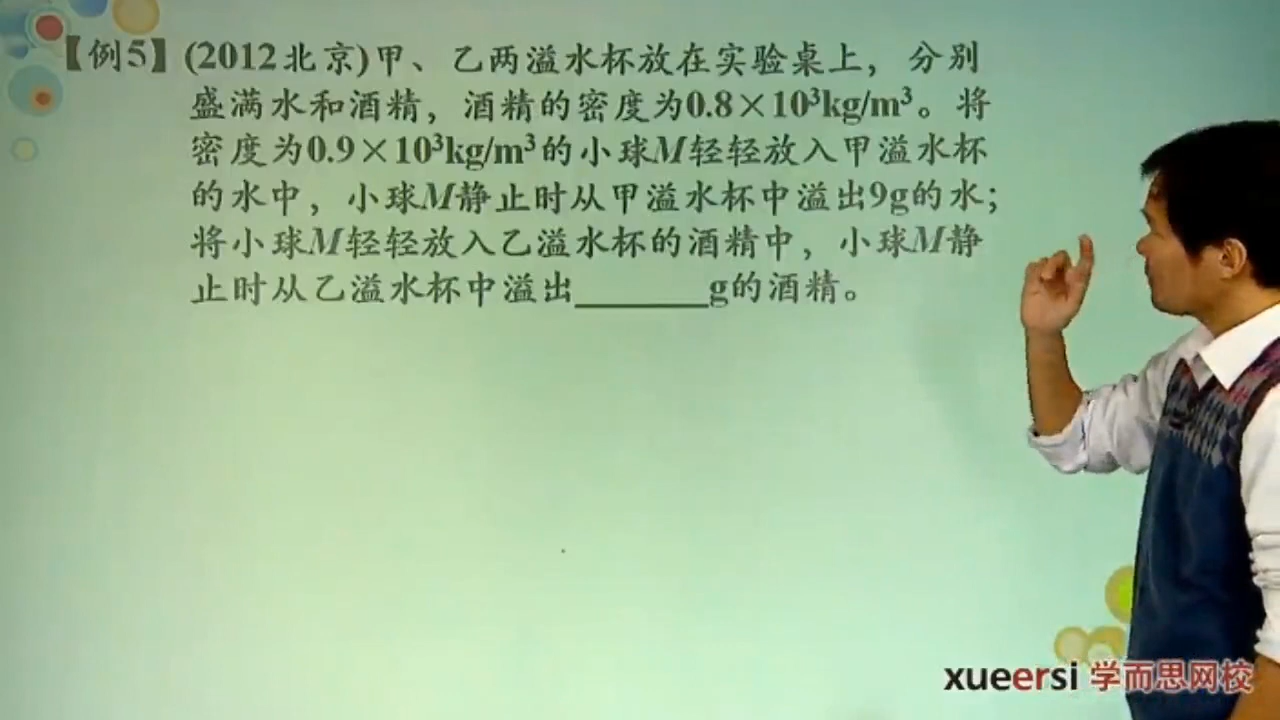 【例5】(2012北京)甲、乙两溢水杯放在实验桌上，分别
盛满水和酒精，酒精的密度为0.8×10³kg/m³。将
密度为0.9×10³kg/m³的小球M轻轻放入甲溢水杯
的水中，小球M静止时从甲溢水杯中溢出9g的水；
将小球M轻轻放入乙溢水杯的酒精中，小球M静
止时从乙溢水杯中溢出_______g的酒精。
xueersi 学而思网校